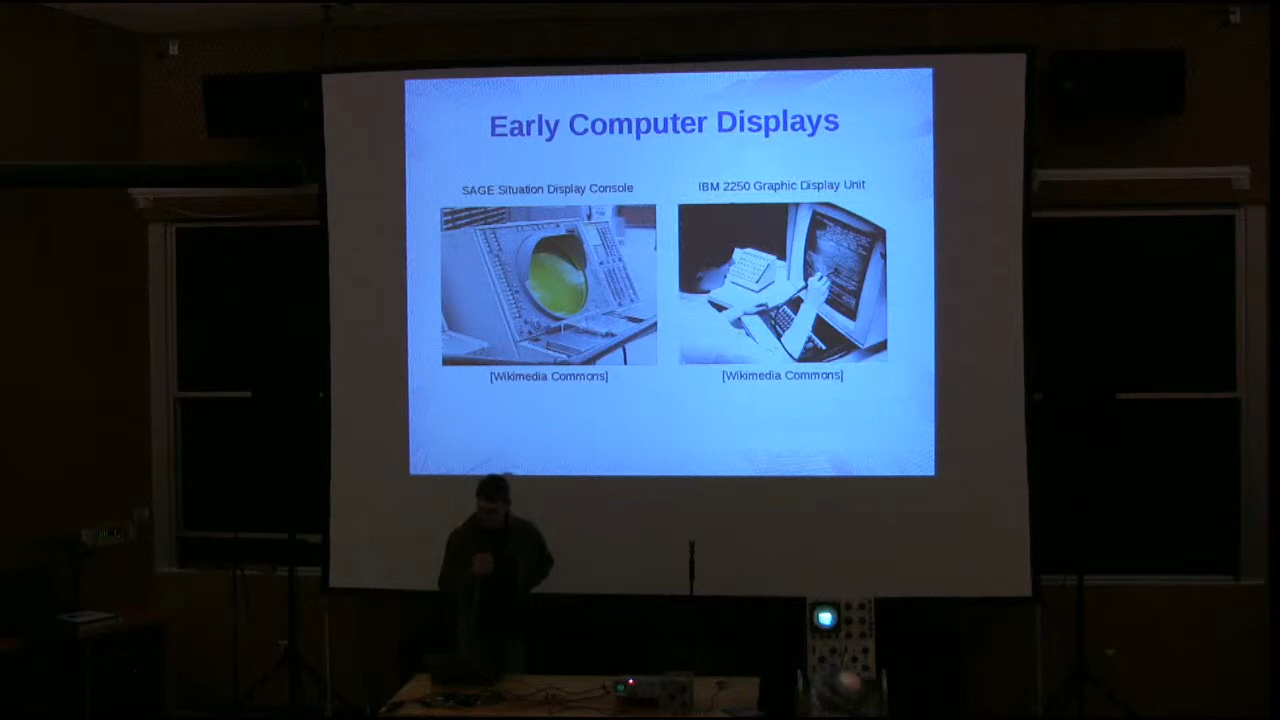 Early Computer Displays
SAGE Situation Display Console
IBM 2250 Graphic Display Unit
[Wikimedia Commons]
[Wikimedia Commons]